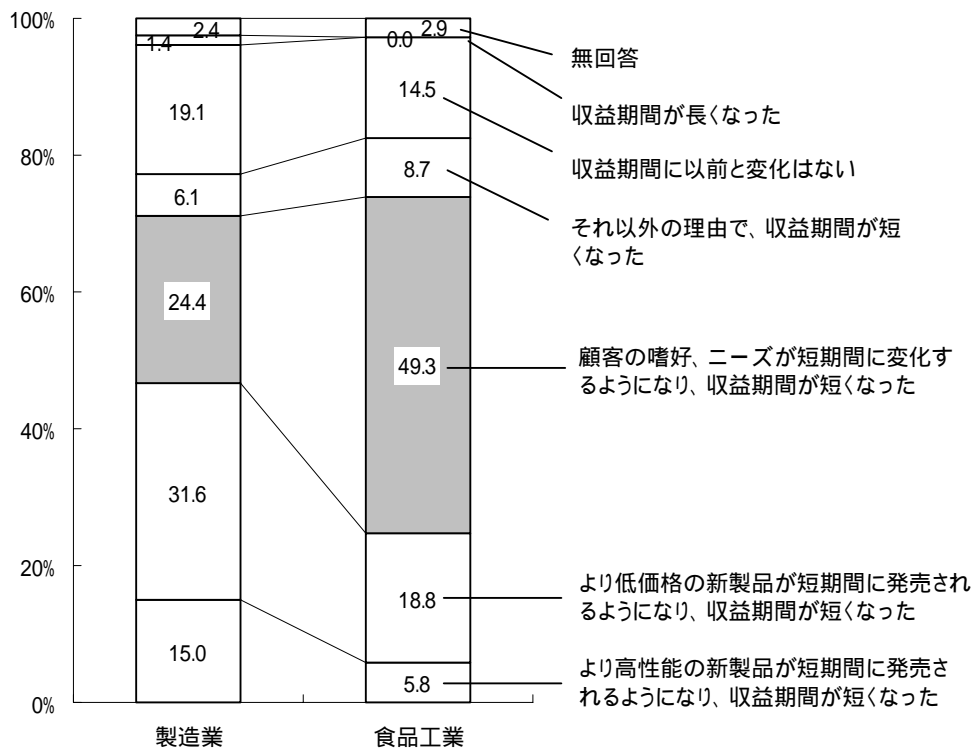 100%
80%
60%
40%
20%
0%
2.4
1.4
19.1
6.1
24.4
31.6
15.0
製造業
2.9
0.0
14.5
8.7
49.3
18.8
5.8
食品工業
無回答
収益期間が長くなった
収益期間に以前と変化はない
それ以外の理由で、収益期間が短
くなった
顧客の嗜好、ニーズが短期間に変化す
るようになり、収益期間が短くなった
より低価格の新製品が短期間に発売され
るようになり、収益期間が短くなった
より高性能の新製品が短期間に発売さ
れるようになり、収益期間が短くなった